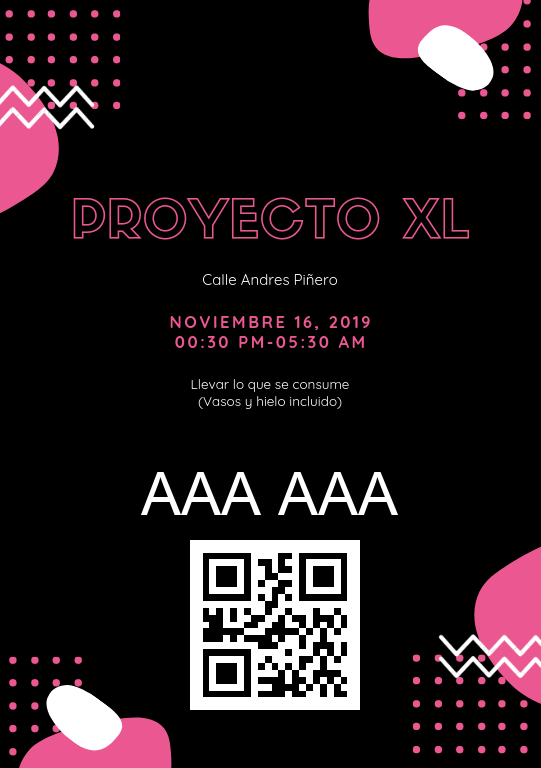 PROYECTO XL
Calle Andres Piñero
NOVIEMBRE 16, 2019
00:30 PM-05:30 AM
Llevar lo que se consume
(Vasos y hielo incluido)
AAA AAA